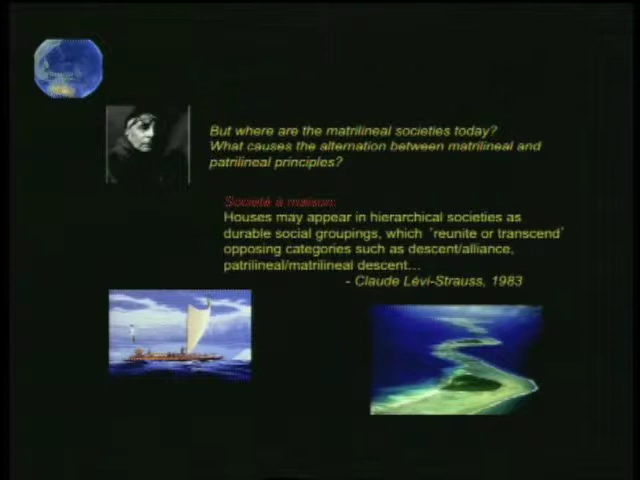 But where are the matrilineal societies today?
What causes the alternation between matrilineal and
patrilineal principles?
Societé à maison:
Houses may appear in hierarchical societies as
durable social groupings, which 'reunite or transcend'
opposing categories such as descent/alliance,
patrilineal/matrilineal descent…
- Claude Lévi-Strauss, 1983